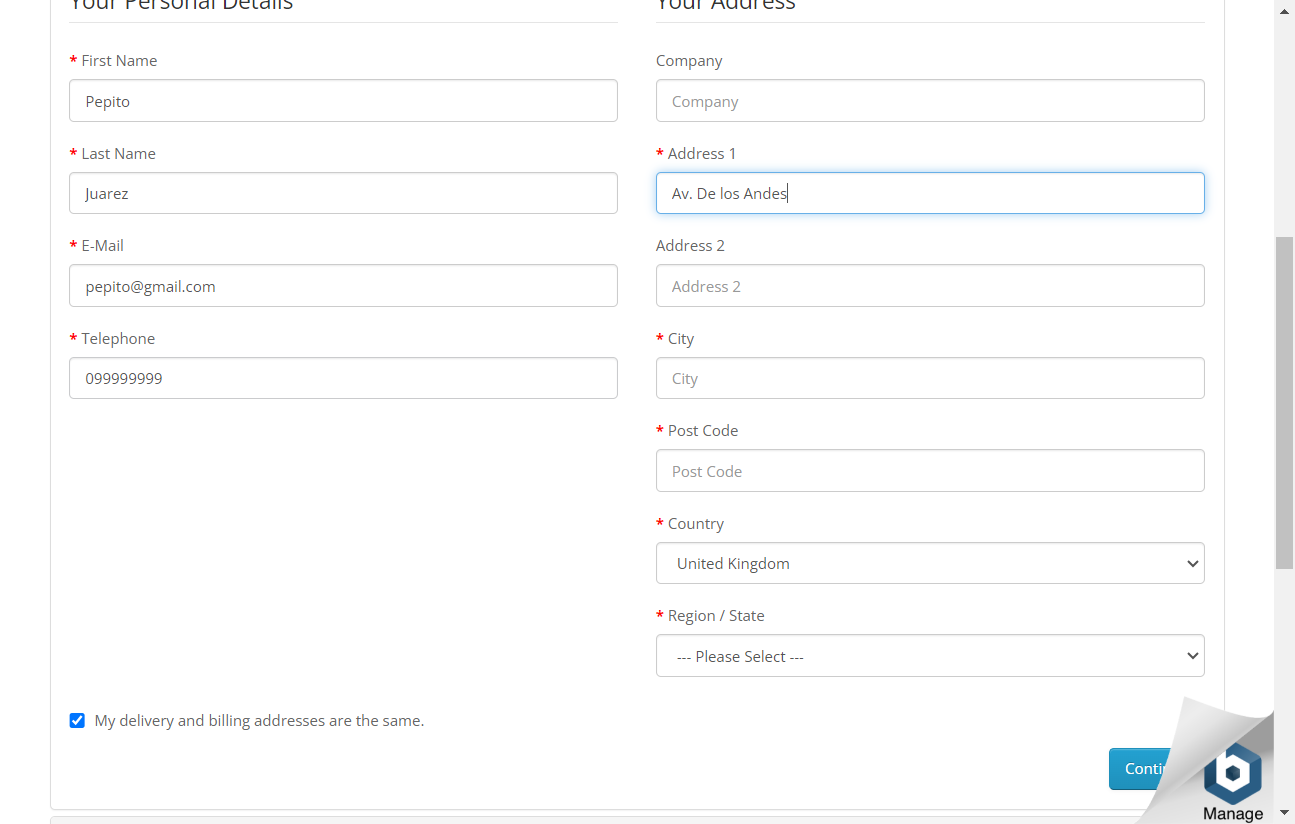 Your Personal Details
* First Name
Pepito
* Last Name
Juarez
* E-Mail
pepito@gmail.com
* Telephone
099999999
Your Address
Company
Company
* Address 1
Av. De los Andes
Address 2
Address 2
* City
City
* Post Code
Post Code
* Country
United Kingdom
* Region / State
--- Please Select ---
My delivery and billing addresses are the same.
Conti
Manage